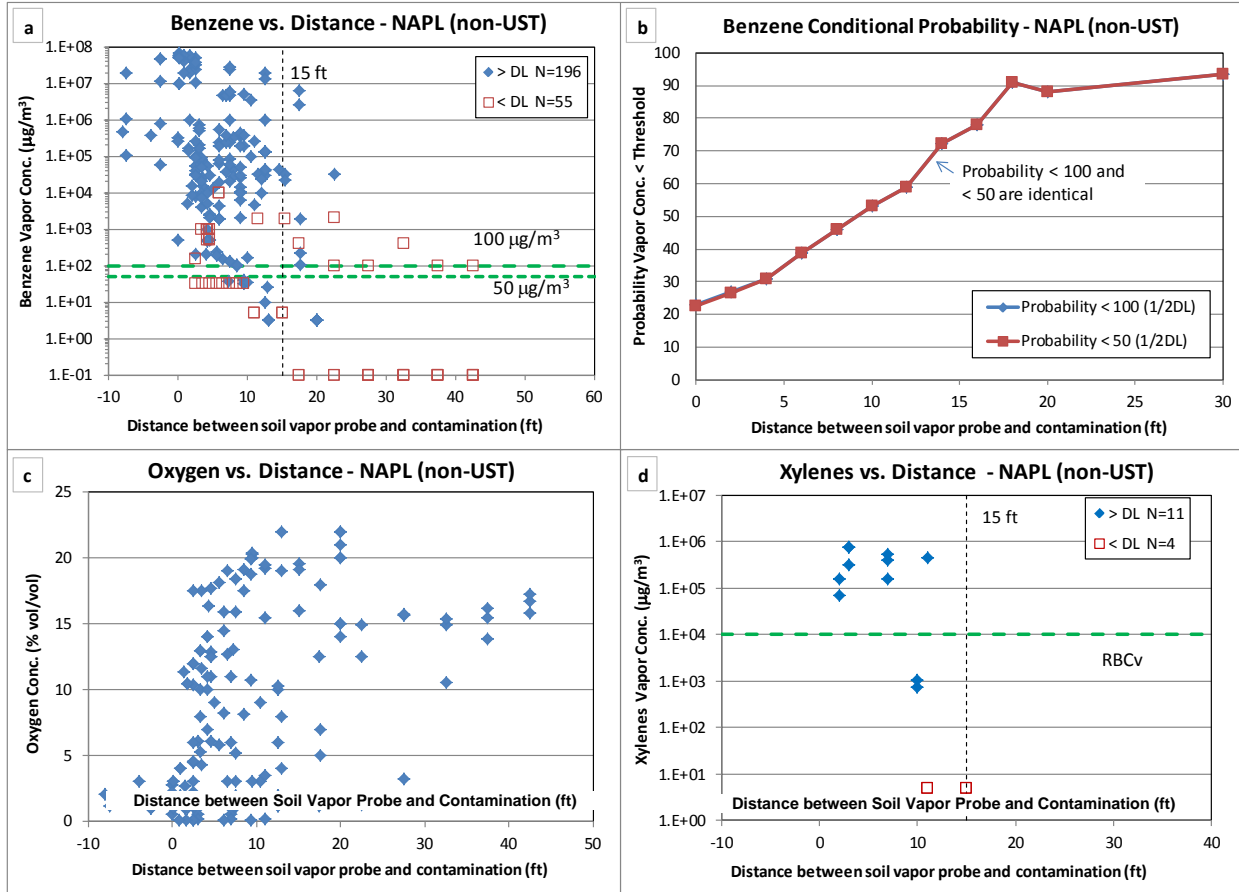 a
Benzene vs. Distance - NAPL (non-UST)
1.E+08
1.E+07
1.E+06
1.E+05
1.E+04
1.E+03
1.E+02
1.E+01
1.E+00
1.E-01
Benzene Vapor Conc. (µg/m³)
15 ft
> DL N=196
< DL N=55
100 µg/m³
50 µg/m³
-10 0 10 20 30 40 50 60
Distance between soil vapor probe and contamination (ft)
b
Benzene Conditional Probability - NAPL (non-UST)
100
90
80
70
60
50
40
30
20
10
0
Probability Vapor Conc. < Threshold
Probability < 100 and
< 50 are identical
Probability < 100 (1/2DL)
Probability < 50 (1/2DL)
0 5 10 15 20 25 30
Distance between soil vapor probe and contamination (ft)
c
Oxygen vs. Distance - NAPL (non-UST)
25
20
15
10
5
0
Oxygen Conc. (% vol/vol)
Distance between Soil Vapor Probe and Contamination (ft)
-10 0 10 20 30 40 50
Distance between soil vapor probe and contamination (ft)
d
Xylenes vs. Distance - NAPL (non-UST)
1.E+07
1.E+06
1.E+05
1.E+04
1.E+03
1.E+02
1.E+01
1.E+00
Xylenes Vapor Conc. (µg/m³)
15 ft
> DL N=11
< DL N=4
RBCv
Distance between Soil Vapor Probe and Contamination (ft)
-10 0 10 20 30 40
Distance between soil vapor probe and contamination (ft)